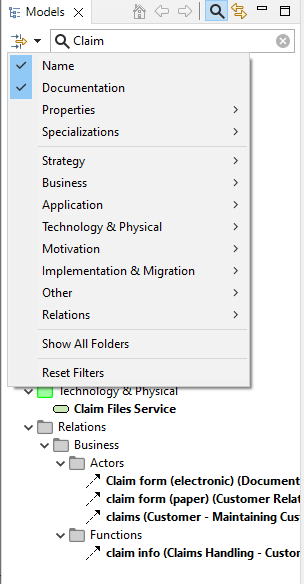 Models
Claim
Name
Documentation
Properties
Specializations
Strategy
Business
Application
Technology & Physical
Motivation
Implementation & Migration
Other
Relations
Show All Folders
Reset Filters
Technology & Physical
Claim Files Service
Relations
Business
Actors
Claim form (electronic) (Document
claim form (paper) (Customer Relat
claims (Customer - Maintaining Cus
Functions
claim info (Claims Handling - Custo